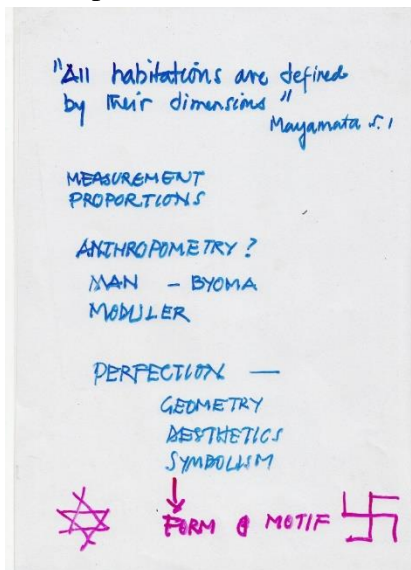 "All habitations are defined
by their dimensions"
Mayamata 5.1
MEASUREMENT
PROPORTIONS
ANTHROPOMETRY?
MAN – BYOMA
MODULER
PERFECTION —
GEOMETRY
AESTHETICS
SYMBOLISM
FORM & MOTIF